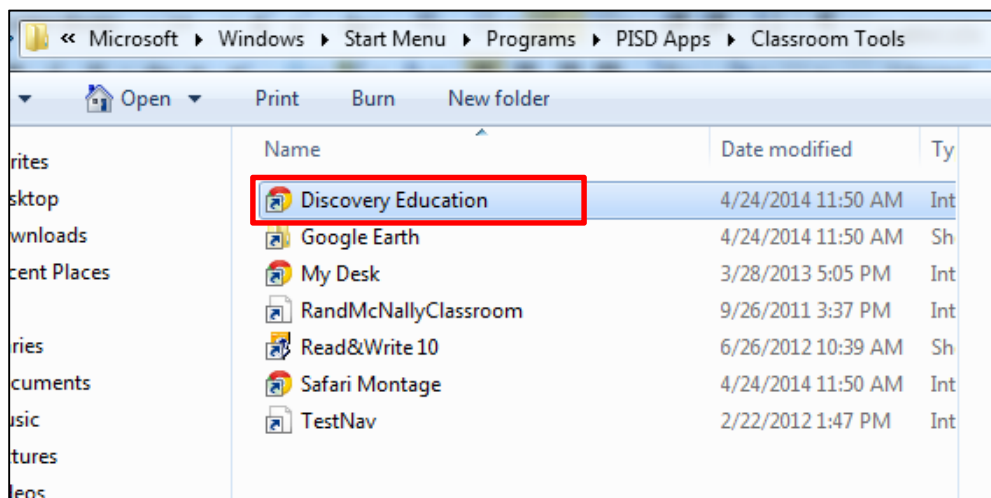 « Microsoft ▸ Windows ▸ Start Menu ▸ Programs ▸ PISD Apps ▸ Classroom Tools
Open Print Burn New folder
Name Date modified Ty
rites
Discovery Education 4/24/2014 11:50 AM Int
sktop
Google Earth 4/24/2014 11:50 AM Sh
wnloads
My Desk 3/28/2013 5:05 PM Int
cent Places
RandMcNallyClassroom 9/26/2011 3:37 PM Int
Read&Write 10 6/26/2012 10:39 AM Sh
ries
Safari Montage 4/24/2014 11:50 AM Int
cuments
TestNav 2/22/2012 1:47 PM Int
usic
tures
leos